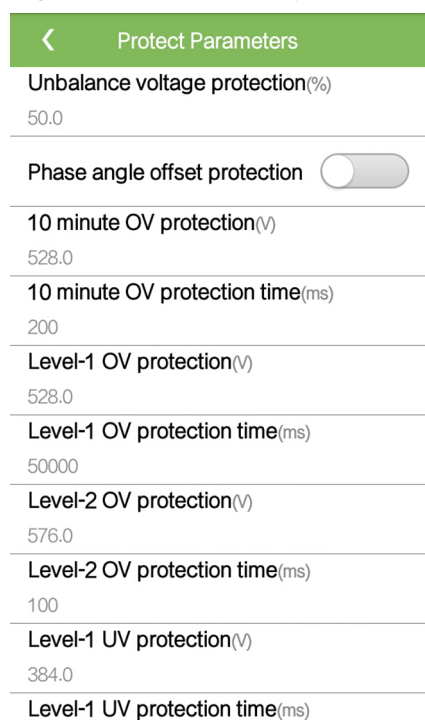 Protect Parameters
Unbalance voltage protection(%)
50.0
Phase angle offset protection
10 minute OV protection(V)
528.0
10 minute OV protection time(ms)
200
Level-1 OV protection(V)
528.0
Level-1 OV protection time(ms)
50000
Level-2 OV protection(V)
576.0
Level-2 OV protection time(ms)
100
Level-1 UV protection(V)
384.0
Level-1 UV protection time(ms)